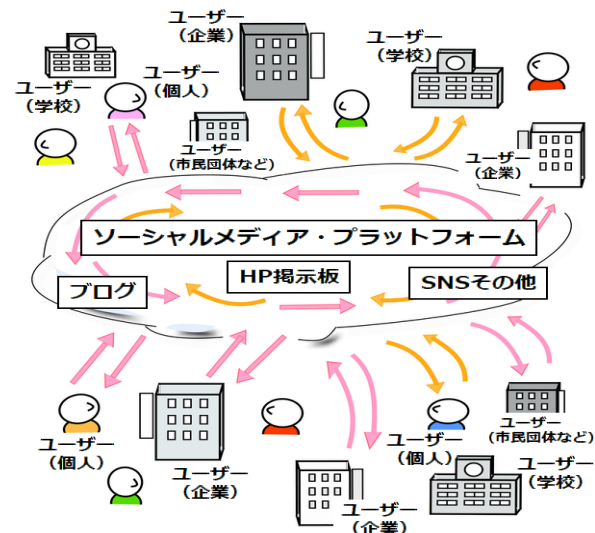 ユーザー
(企業)
ユーザー
(学校)
ユーザー
(学校)
ユーザー
(個人)
ユーザー
(市民団体など)
ユーザー
(企業)
ソーシャルメディア・プラットフォーム
ブログ
HP掲示板
SNSその他
ユーザー
(個人)
ユーザー
(企業)
ユーザー
(個人)
ユーザー
(市民団体など)
ユーザー
(学校)
ユーザー
(企業)